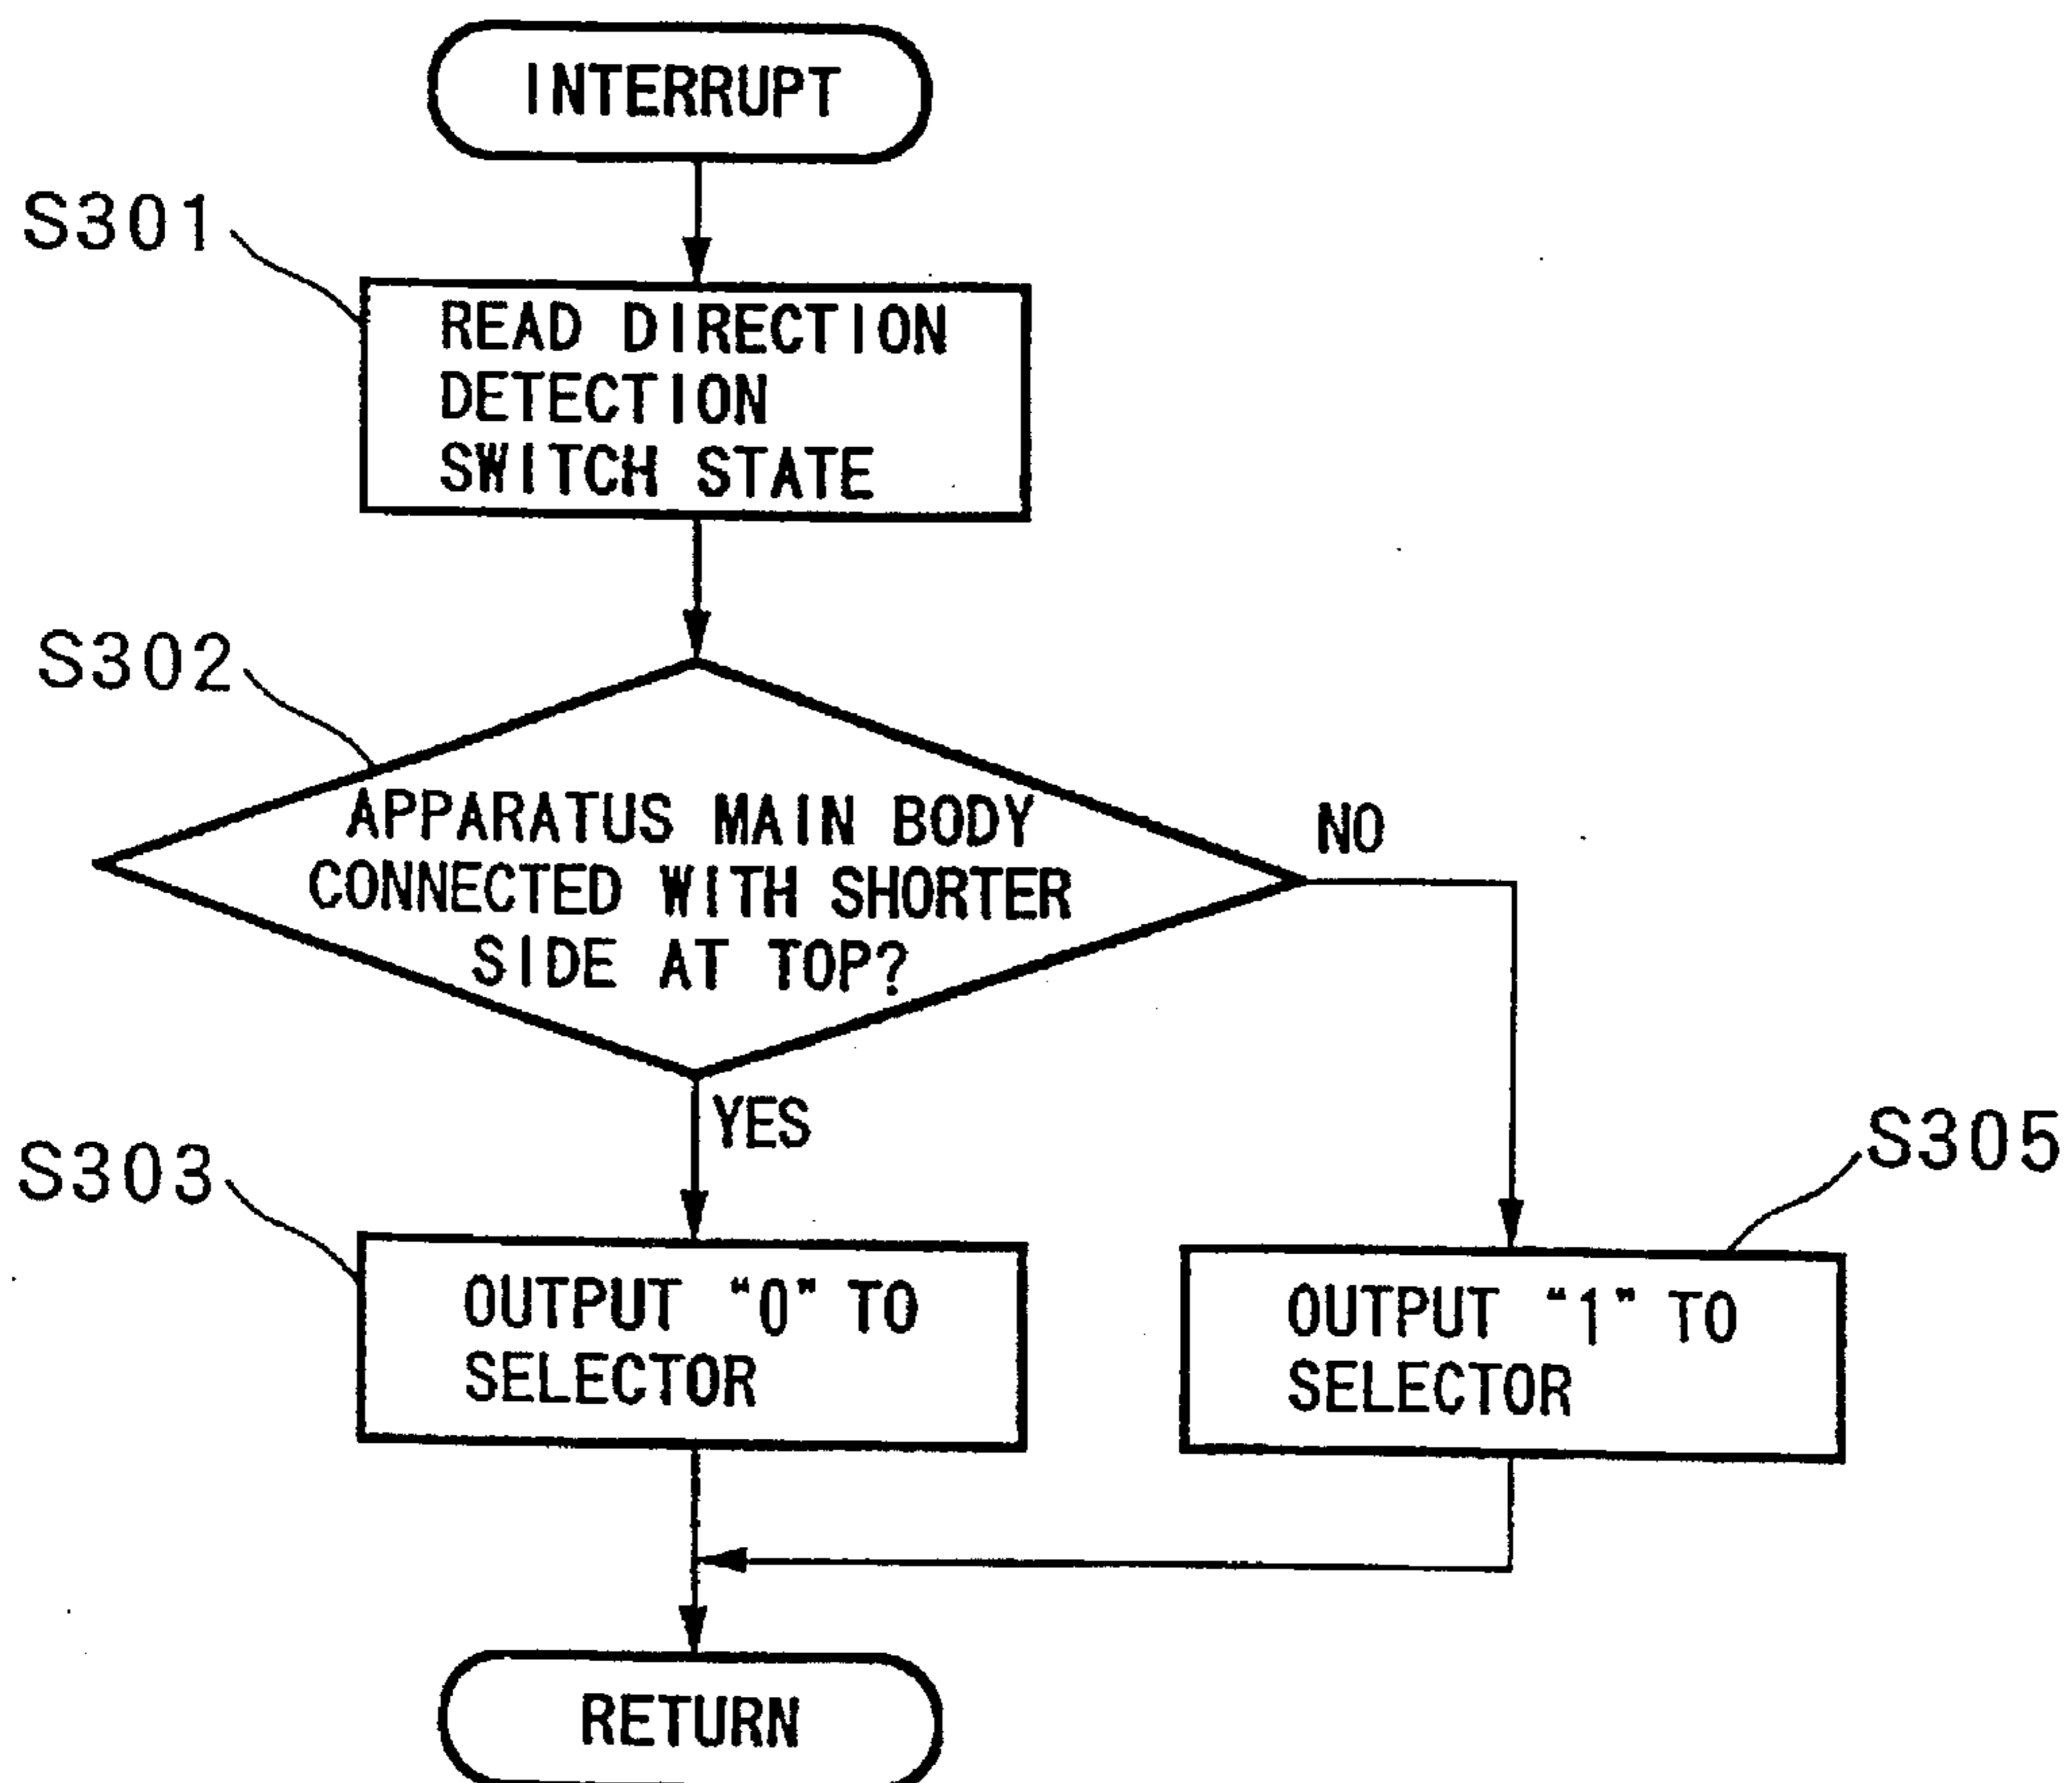 INTERRUPT
S301
READ DIRECTION
DETECTION
SWITCH STATE
S302
APPARATUS MAIN BODY
CONNECTED WITH SHORTER
SIDE AT TOP?
NO
YES
S303
OUTPUT “0” TO
SELECTOR
S305
OUTPUT “1” TO
SELECTOR
RETURN